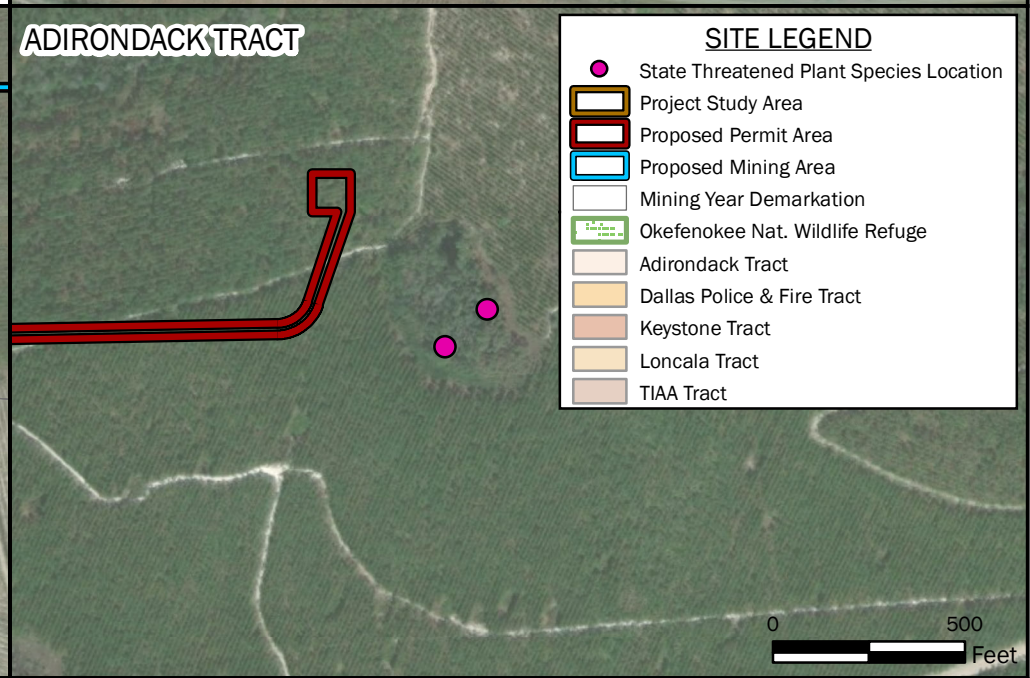 ADIRONDACK TRACT
SITE LEGEND
State Threatened Plant Species Location
Project Study Area
Proposed Permit Area
Proposed Mining Area
Mining Year Demarkation
Okefenokee Nat. Wildlife Refuge
Adirondack Tract
Dallas Police & Fire Tract
Keystone Tract
Loncala Tract
TIAA Tract
0 500
Feet